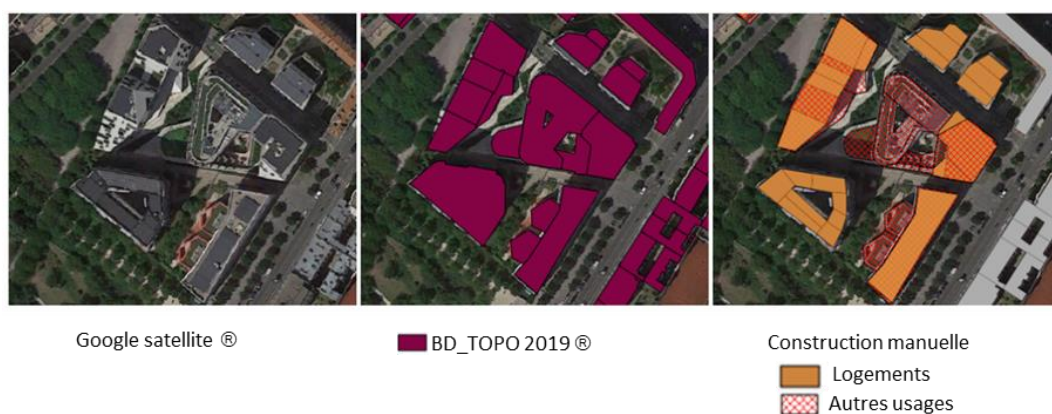 Google satellite ®
BD_TOPO 2019 ®
Construction manuelle
Logements
Autres usages